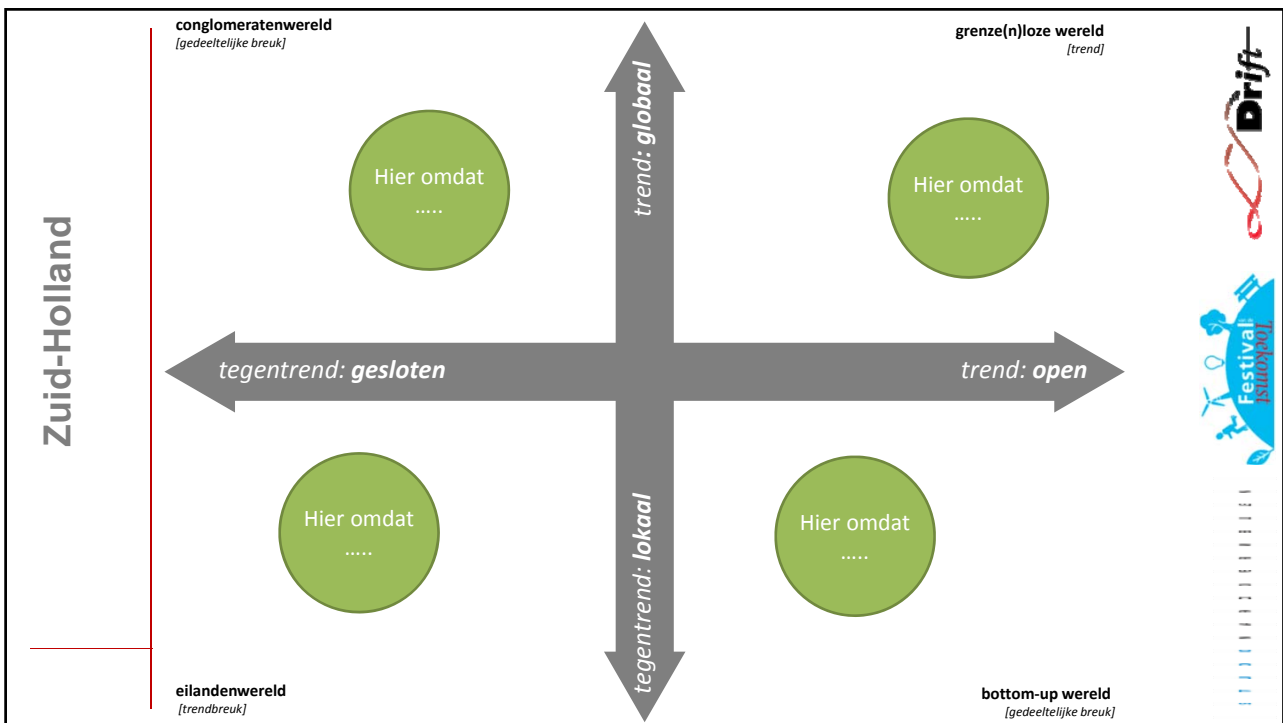 conglomeratenwereld
[gedeeltelijke breuk]
grenze(n)loze wereld
[trend]
trend: globaal
Hier omdat
…..
Hier omdat
…..
Zuid-Holland
tegentrend: gesloten
trend: open
Hier omdat
…..
Hier omdat
…..
tegentrend: lokaal
eilandenwereld
[trendbreuk]
bottom-up wereld
[gedeeltelijke breuk]
Drift
Festival
Toekomst